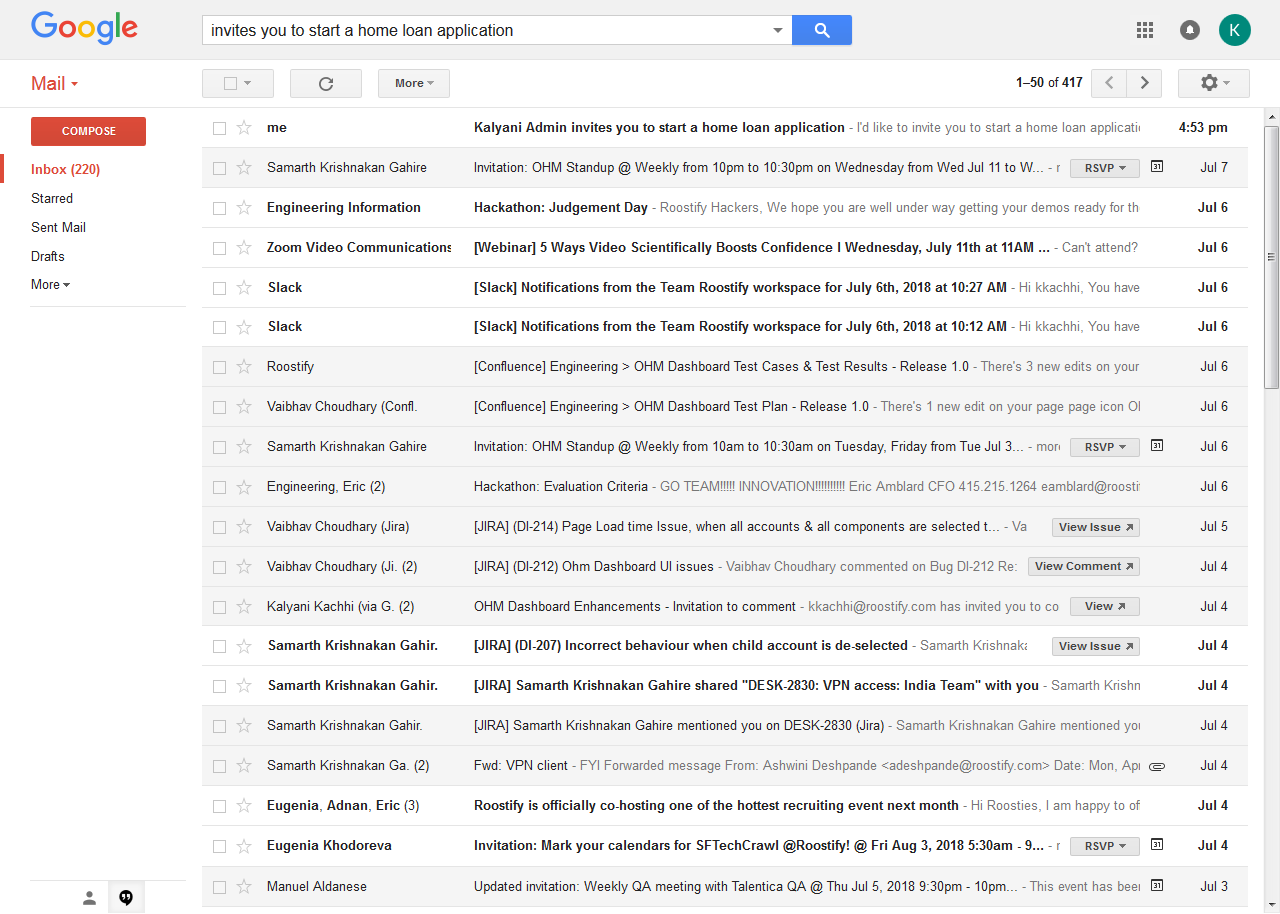 Google
invites you to start a home loan application
K
Mail
More
1–50 of 417
COMPOSE
Inbox (220)
Starred
Sent Mail
Drafts
More
me Kalyani Admin invites you to start a home loan application - I'd like to invite you to start a home loan applicatio 4:53 pm
Samarth Krishnakan Gahire Invitation: OHM Standup @ Weekly from 10pm to 10:30pm on Wednesday from Wed Jul 11 to W... - r RSVP 31 Jul 7
Engineering Information Hackathon: Judgement Day - Roostify Hackers, We hope you are well under way getting your demos ready for th Jul 6
Zoom Video Communications [Webinar] 5 Ways Video Scientifically Boosts Confidence I Wednesday, July 11th at 11AM ... - Can't attend? Jul 6
Slack [Slack] Notifications from the Team Roostify workspace for July 6th, 2018 at 10:27 AM - Hi kkachhi, You have Jul 6
Slack [Slack] Notifications from the Team Roostify workspace for July 6th, 2018 at 10:12 AM - Hi kkachhi, You have Jul 6
Roostify [Confluence] Engineering > OHM Dashboard Test Cases & Test Results - Release 1.0 - There's 3 new edits on your Jul 6
Vaibhav Choudhary (Confl. [Confluence] Engineering > OHM Dashboard Test Plan - Release 1.0 - There's 1 new edit on your page page icon OI Jul 6
Samarth Krishnakan Gahire Invitation: OHM Standup @ Weekly from 10am to 10:30am on Tuesday, Friday from Tue Jul 3... - more RSVP 31 Jul 6
Engineering, Eric (2) Hackathon: Evaluation Criteria - GO TEAM!!!!! INNOVATION!!!!!!!!!! Eric Amblard CFO 415.215.1264 eamblard@roostif Jul 6
Vaibhav Choudhary (Jira) [JIRA] (DI-214) Page Load time Issue, when all accounts & all components are selected t... - Va View Issue Jul 5
Vaibhav Choudhary (Ji. (2) [JIRA] (DI-212) Ohm Dashboard UI issues - Vaibhav Choudhary commented on Bug DI-212 Re: View Comment Jul 4
Kalyani Kachhi (via G. (2) OHM Dashboard Enhancements - Invitation to comment - kkachhi@roostify.com has invited you to co View Jul 4
Samarth Krishnakan Gahir. [JIRA] (DI-207) Incorrect behaviour when child account is de-selected - Samarth Krishnaka View Issue Jul 4
Samarth Krishnakan Gahir. [JIRA] Samarth Krishnakan Gahire shared "DESK-2830: VPN access: India Team" with you - Samarth Krishn Jul 4
Samarth Krishnakan Gahir. [JIRA] Samarth Krishnakan Gahire mentioned you on DESK-2830 (Jira) - Samarth Krishnakan Gahire mentioned you Jul 4
Samarth Krishnakan Ga. (2) Fwd: VPN client - FYI Forwarded message From: Ashwini Deshpande <adeshpande@roostify.com> Date: Mon, Apr Jul 4
Eugenia, Adnan, Eric (3) Roostify is officially co-hosting one of the hottest recruiting event next month - Hi Roosties, I am happy to of Jul 4
Eugenia Khodoreva Invitation: Mark your calendars for SFTechCrawl @Roostify! @ Fri Aug 3, 2018 5:30am - 9... - r RSVP 31 Jul 4
Manuel Aldanese Updated invitation: Weekly QA meeting with Talentica QA @ Thu Jul 5, 2018 9:30pm - 10pm... - This event has been 31 Jul 3